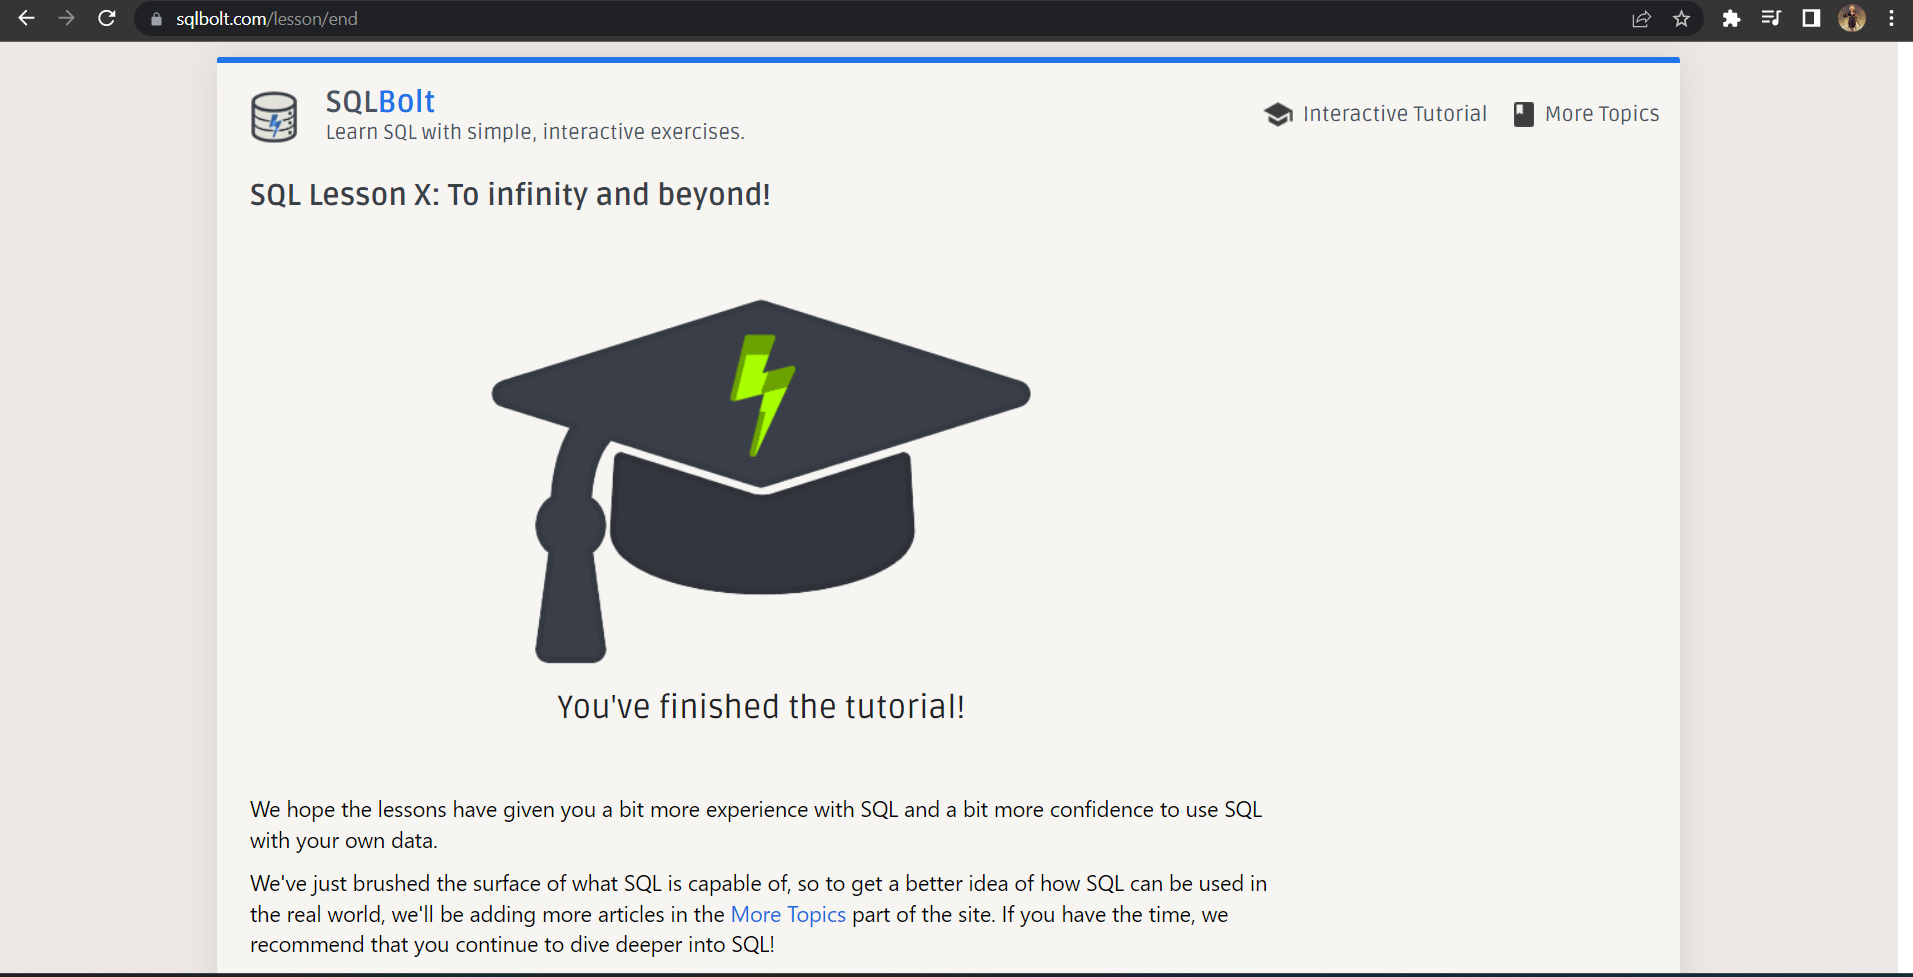 sqlbolt.com/lesson/end
SQLBolt
Learn SQL with simple, interactive exercises.
Interactive Tutorial
More Topics
SQL Lesson X: To infinity and beyond!
You've finished the tutorial!
We hope the lessons have given you a bit more experience with SQL and a bit more confidence to use SQL
with your own data.
We've just brushed the surface of what SQL is capable of, so to get a better idea of how SQL can be used in
the real world, we'll be adding more articles in the More Topics part of the site. If you have the time, we
recommend that you continue to dive deeper into SQL!